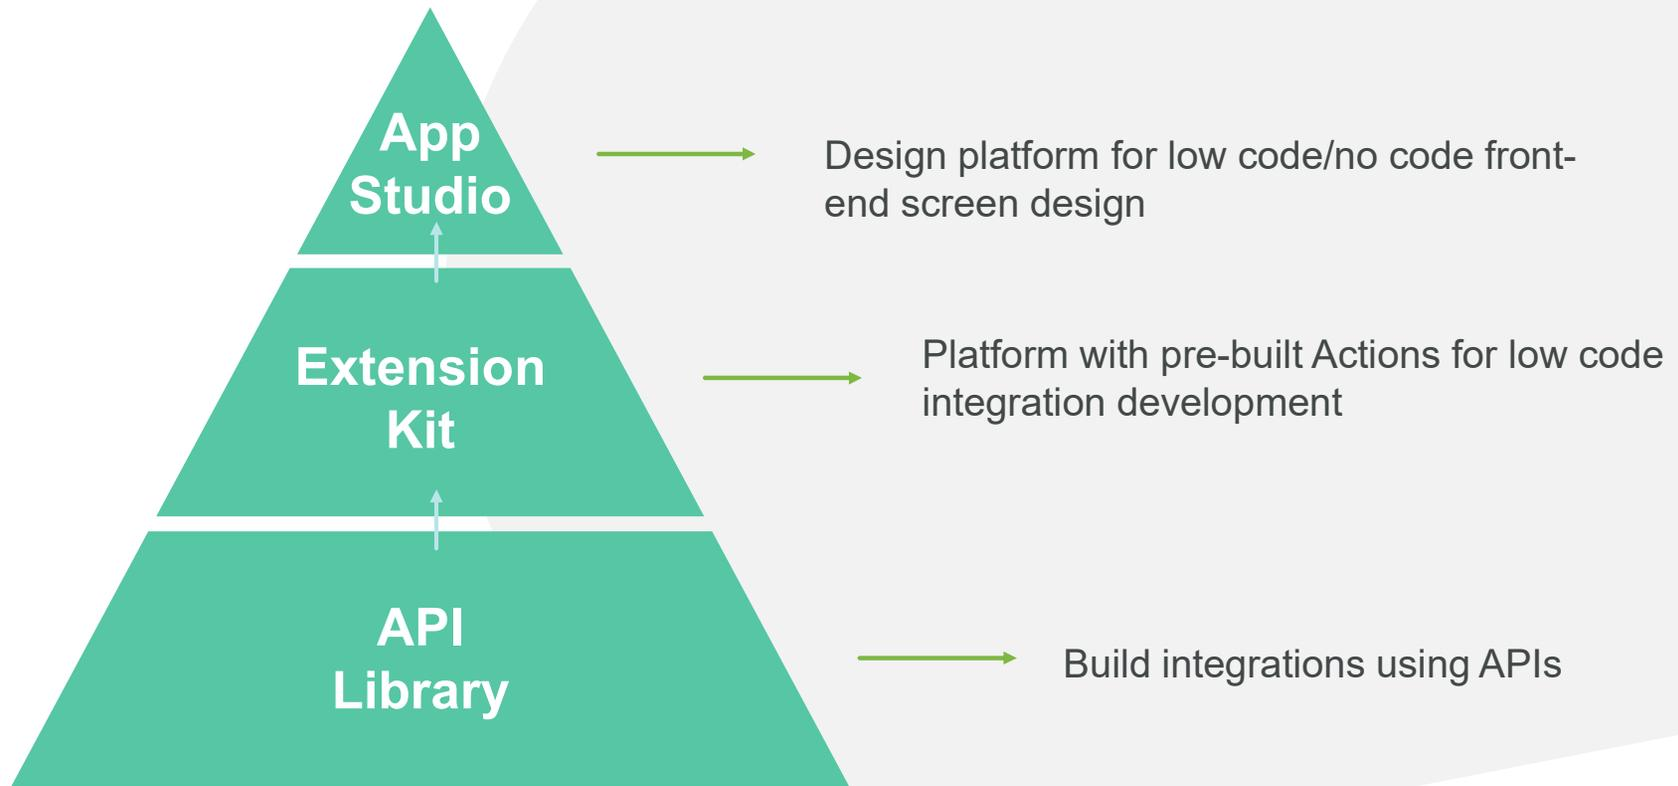 App
Studio
Design platform for low code/no code front-
end screen design
Extension
Kit
Platform with pre-built Actions for low code
integration development
API
Library
Build integrations using APIs